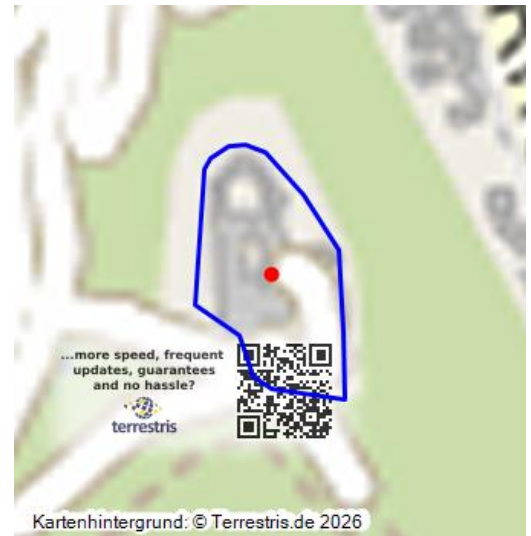 ...more speed, frequent
updates, guarantees
and no hassle?
terrestris
Kartenhintergrund: © Terrestris.de 2026